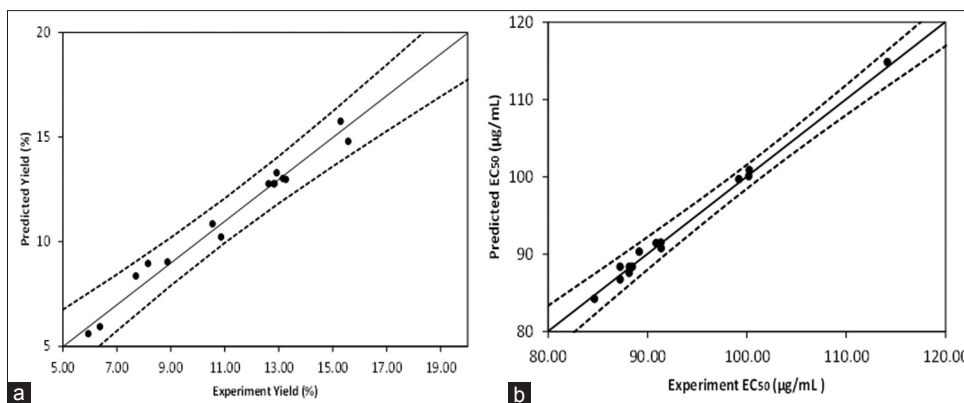 20
15
10
5
5.00 7.00 9.00 11.00 13.00 15.00 17.00 19.00
Predicted Yield (%)
Experiment Yield (%)
a
120
110
100
90
80
80.00 90.00 100.00 110.00 120.00
Predicted EC50 (µg/mL)
Experiment EC50 (µg/mL )
b